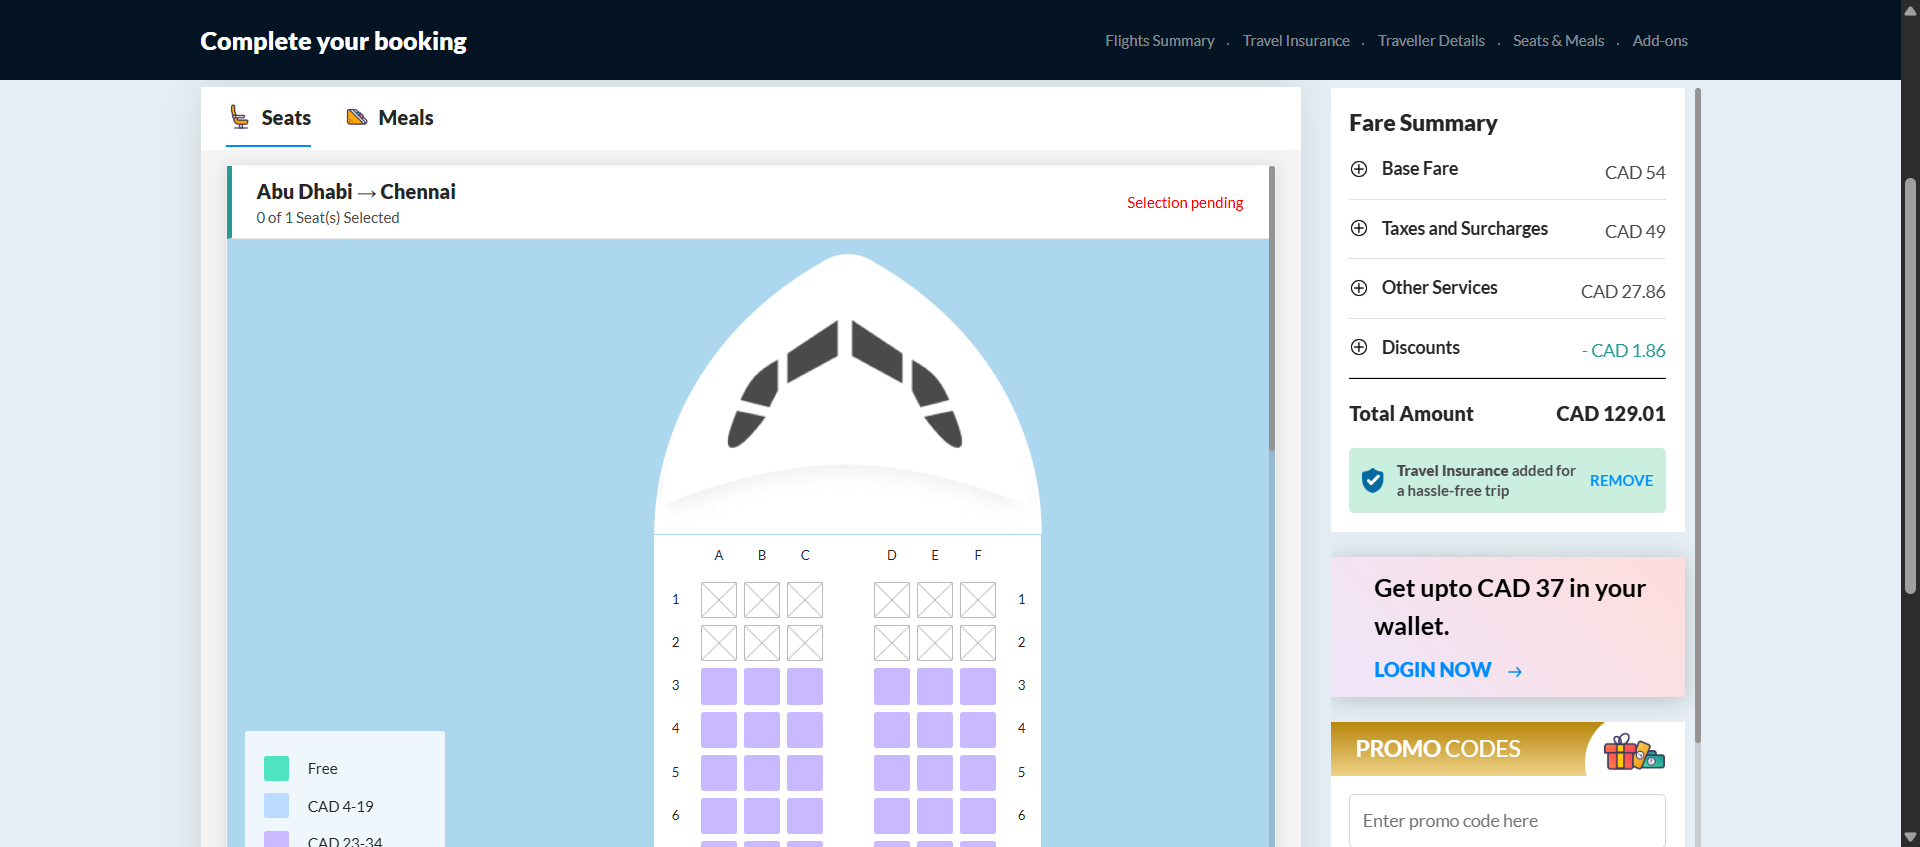 Complete your booking
Flights Summary . Travel Insurance . Traveller Details . Seats & Meals . Add-ons
Seats Meals
Abu Dhabi → Chennai
0 of 1 Seat(s) Selected
Selection pending
A B C D E F
1 1
2 2
3 3
4 4
5 5
6 6
Free
CAD 4-19
CAD 23-34
Fare Summary
Base Fare CAD 54
Taxes and Surcharges CAD 49
Other Services CAD 27.86
Discounts - CAD 1.86
Total Amount CAD 129.01
Travel Insurance added for
a hassle-free trip
REMOVE
Get upto CAD 37 in your
wallet.
LOGIN NOW →
PROMO CODES
Enter promo code here